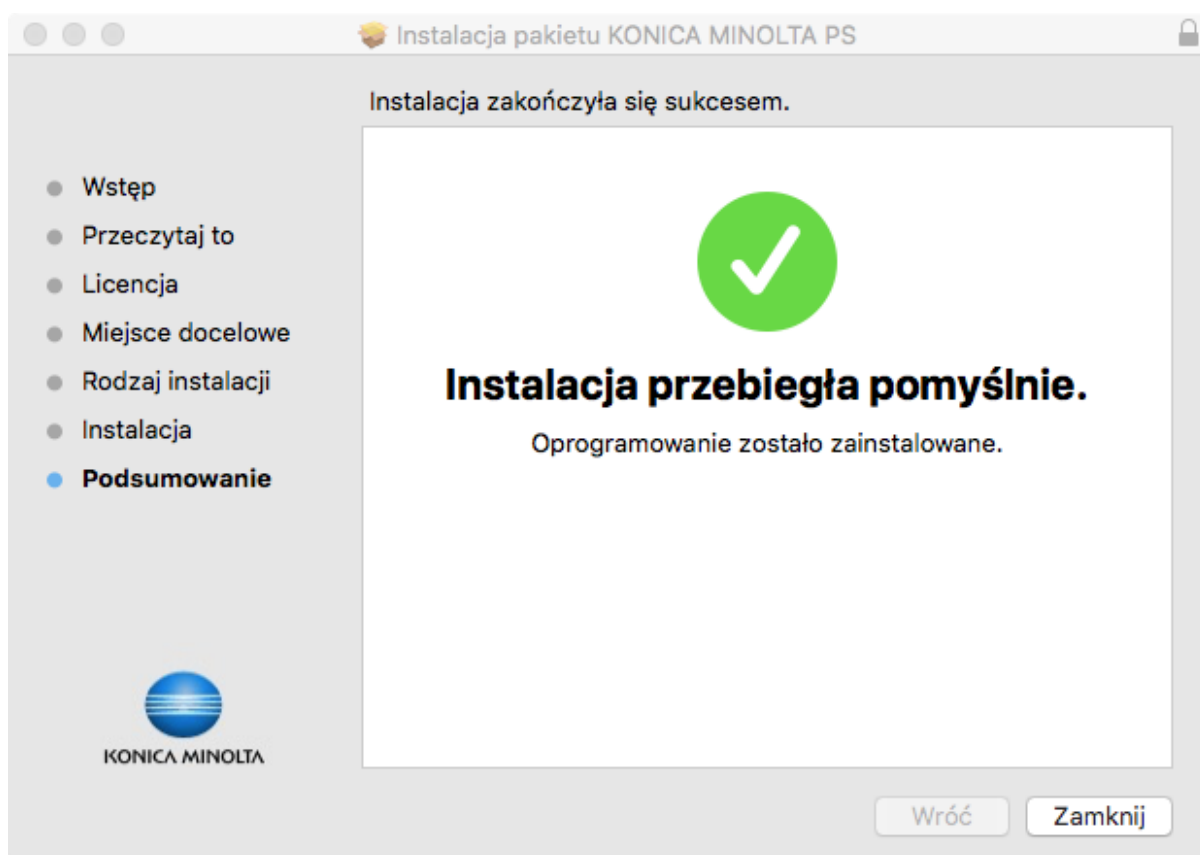 Instalacja pakietu KONICA MINOLTA PS
Instalacja zakończyła się sukcesem.
Wstęp
Przeczytaj to
Licencja
Miejsce docelowe
Rodzaj instalacji
Instalacja
Podsumowanie
Instalacja przebiegła pomyślnie.
Oprogramowanie zostało zainstalowane.
KONICA MINOLTA
Wróć
Zamknij